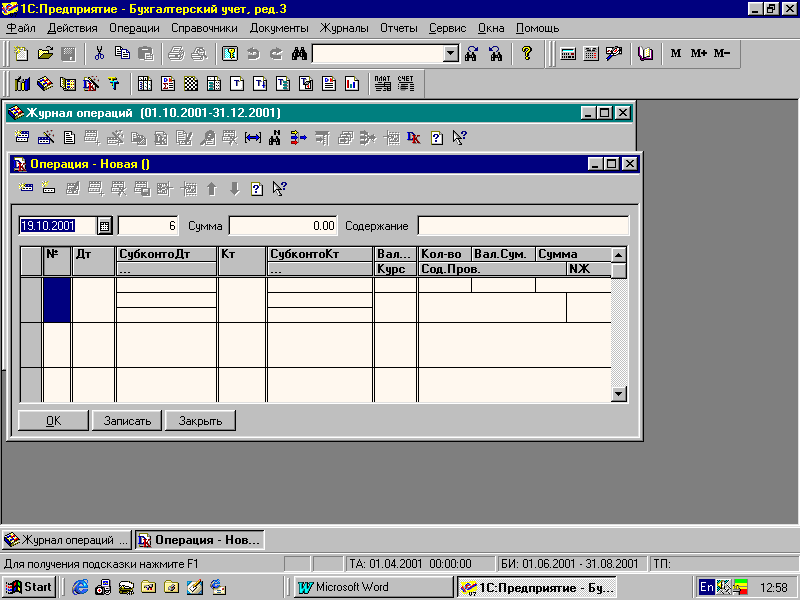 1С:Предприятие - Бухгалтерский учет, ред.3
Файл Действия Операции Справочники Документы Журналы Отчеты Сервис Окна Помощь
M M+ M-
ПЛАТ СЧЕТ
Журнал операций (01.10.2001-31.12.2001)
Операция - Новая ()
19.10.2001 6 Сумма 0.00 Содержание
№ Дт СубконтоДт Кт СубконтоКт Вал... Кол-во Вал.Сум. Сумма
... ... Курс Сод.Пров. NЖ
OK Записать Закрыть
Журнал операций ... Операция - Нов...
Для получения подсказки нажмите F1 TA: 01.04.2001 00:00:00 БИ: 01.06.2001 - 31.08.2001 ТП:
Start Microsoft Word 1С:Предприятие - Бу... En 12:58